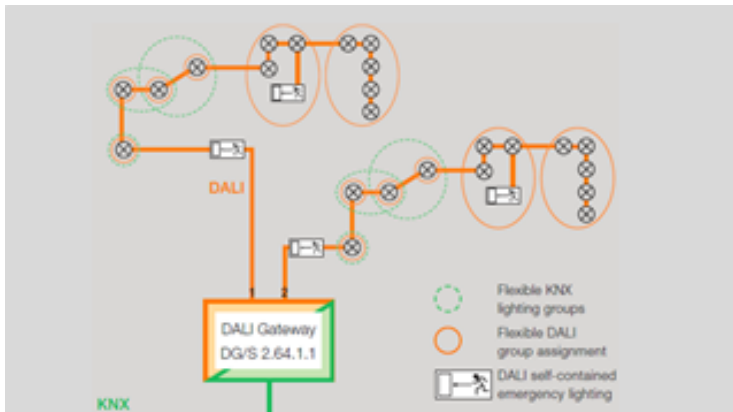 DALI
1
2
DALI Gateway
DG/S 2.64.1.1
KNX
Flexible KNX
lighting groups
Flexible DALI
group assignment
DALI self-contained
emergency lighting